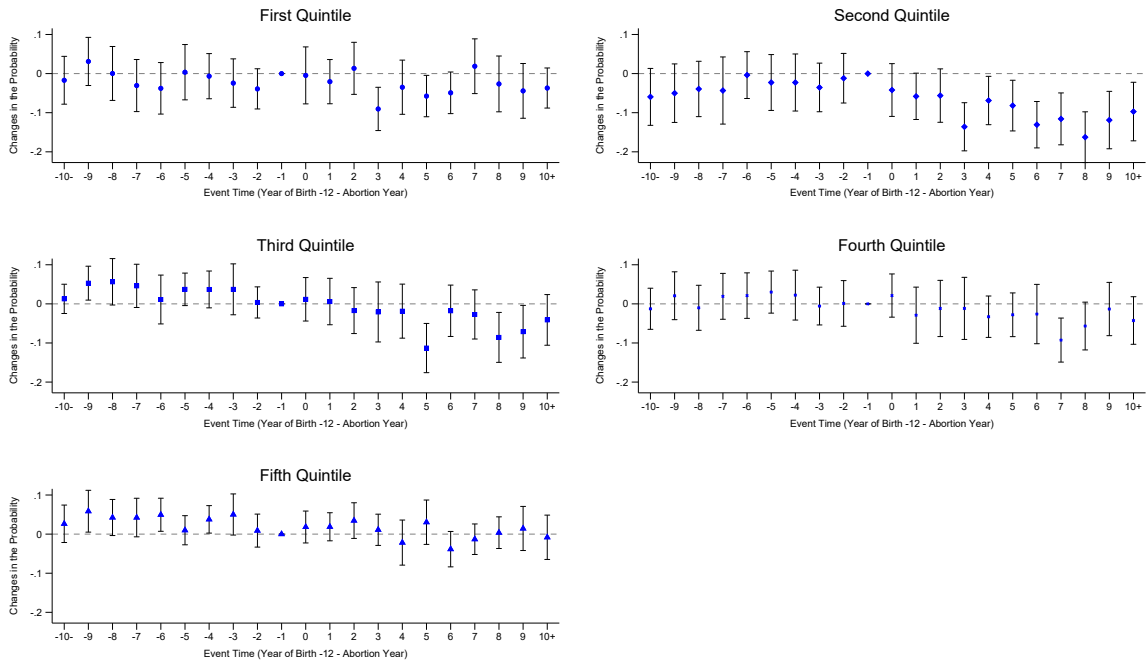 First Quintile
Changes in the Probability
.1
0
-.1
-.2
-10- -9 -8 -7 -6 -5 -4 -3 -2 -1 0 1 2 3 4 5 6 7 8 9 10+
Event Time (Year of Birth -12 - Abortion Year)
Second Quintile
Changes in the Probability
.1
0
-.1
-.2
-10- -9 -8 -7 -6 -5 -4 -3 -2 -1 0 1 2 3 4 5 6 7 8 9 10+
Event Time (Year of Birth -12 - Abortion Year)
Third Quintile
Changes in the Probability
.1
0
-.1
-.2
-10- -9 -8 -7 -6 -5 -4 -3 -2 -1 0 1 2 3 4 5 6 7 8 9 10+
Event Time (Year of Birth -12 - Abortion Year)
Fourth Quintile
Changes in the Probability
.1
0
-.1
-.2
-10- -9 -8 -7 -6 -5 -4 -3 -2 -1 0 1 2 3 4 5 6 7 8 9 10+
Event Time (Year of Birth -12 - Abortion Year)
Fifth Quintile
Changes in the Probability
.1
0
-.1
-.2
-10- -9 -8 -7 -6 -5 -4 -3 -2 -1 0 1 2 3 4 5 6 7 8 9 10+
Event Time (Year of Birth -12 - Abortion Year)